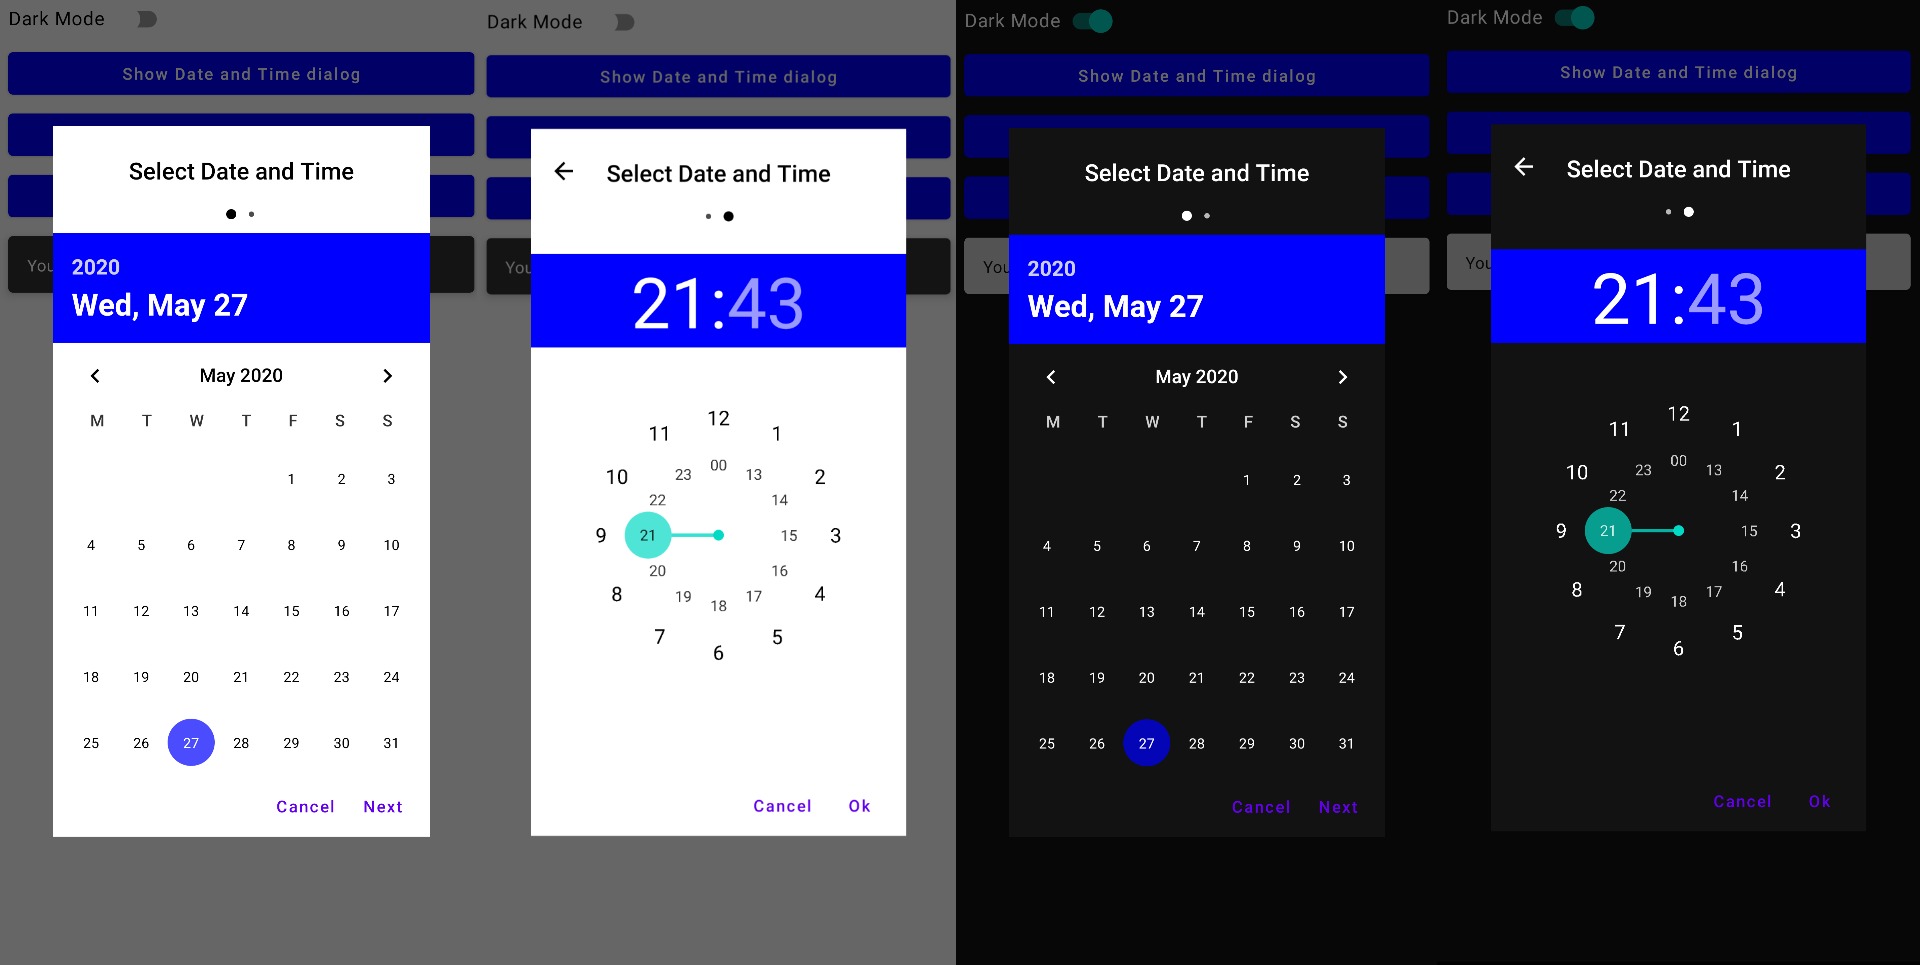 Dark Mode
Show Date and Time dialog
You
Select Date and Time
2020
Wed, May 27
May 2020
M T W T F S S
1 2 3
4 5 6 7 8 9 10
11 12 13 14 15 16 17
18 19 20 21 22 23 24
25 26 27 28 29 30 31
Cancel Next
Dark Mode
Show Date and Time dialog
You
Select Date and Time
21:43
12
11 1
00
10 23 13 2
22 14
9 21 15 3
20 16
8 19 17 4
18
7 5
6
Cancel Ok
Dark Mode
Show Date and Time dialog
You
Select Date and Time
2020
Wed, May 27
May 2020
M T W T F S S
1 2 3
4 5 6 7 8 9 10
11 12 13 14 15 16 17
18 19 20 21 22 23 24
25 26 27 28 29 30 31
Cancel Next
Dark Mode
Show Date and Time dialog
You
Select Date and Time
21:43
12
11 1
00
10 23 13 2
22 14
9 21 15 3
20 16
8 19 17 4
18
7 5
6
Cancel Ok